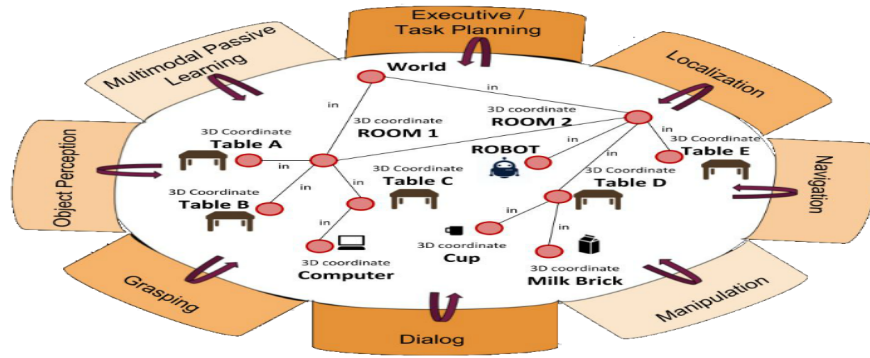 Executive /
Task Planning
Multimodal Passive
Learning
Localization
Object Perception
Navigation
Grasping
Manipulation
Dialog
World
in
in
3D coordinate
ROOM 1
3D coordinate
ROOM 2
3D Coordinate
Table A
in
3D coordinate
ROBOT
in
in
3D coordinate
Table E
in
3D coordinate
Table B
in
in
3D coordinate
Table C
in
3D coordinate
Table D
in
3D coordinate
Computer
in
3D coordinate
Cup
in
3D coordinate
Milk Brick